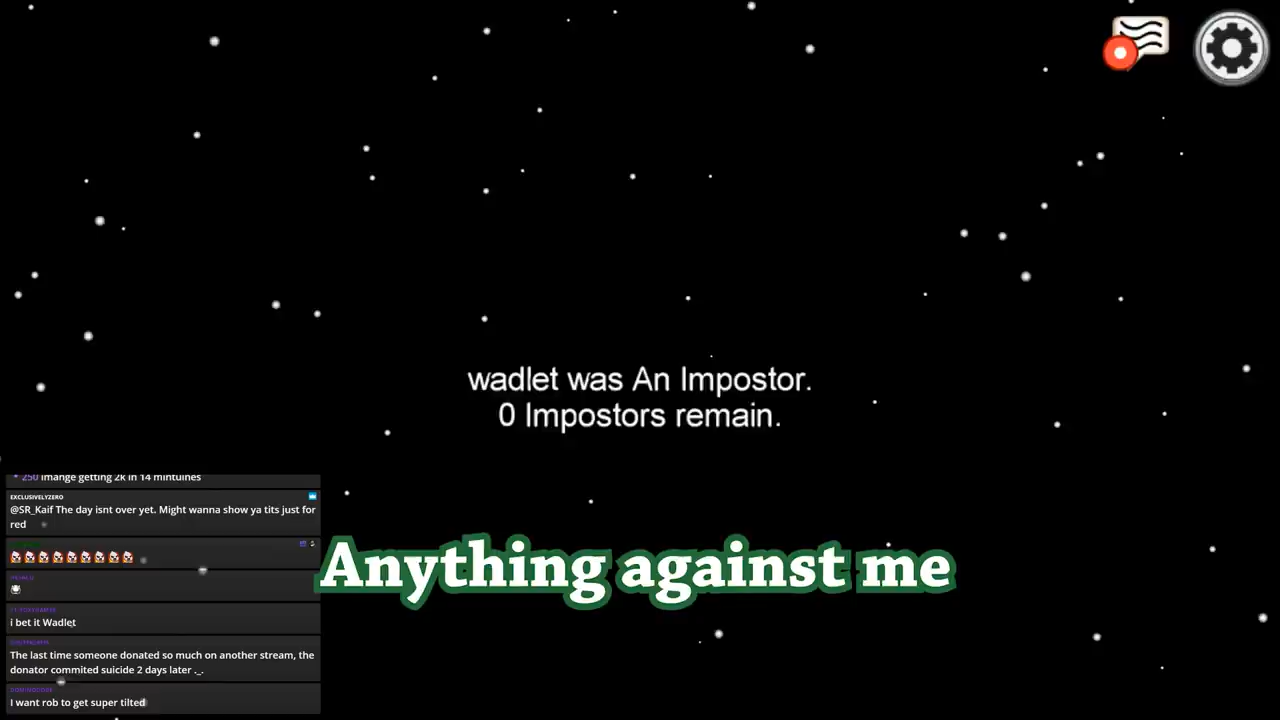 wadlet was An Impostor.
0 Impostors remain.
250 imange getting 2k in 14 mintuines
EXCLUSIVELYZERO
@SR_Kaif The day isnt over yet. Might wanna show ya tits just for
red
i bet it Wadlet
The last time someone donated so much on another stream, the
donator commited suicide 2 days later ._.
I want rob to get super tilted
Anything against me